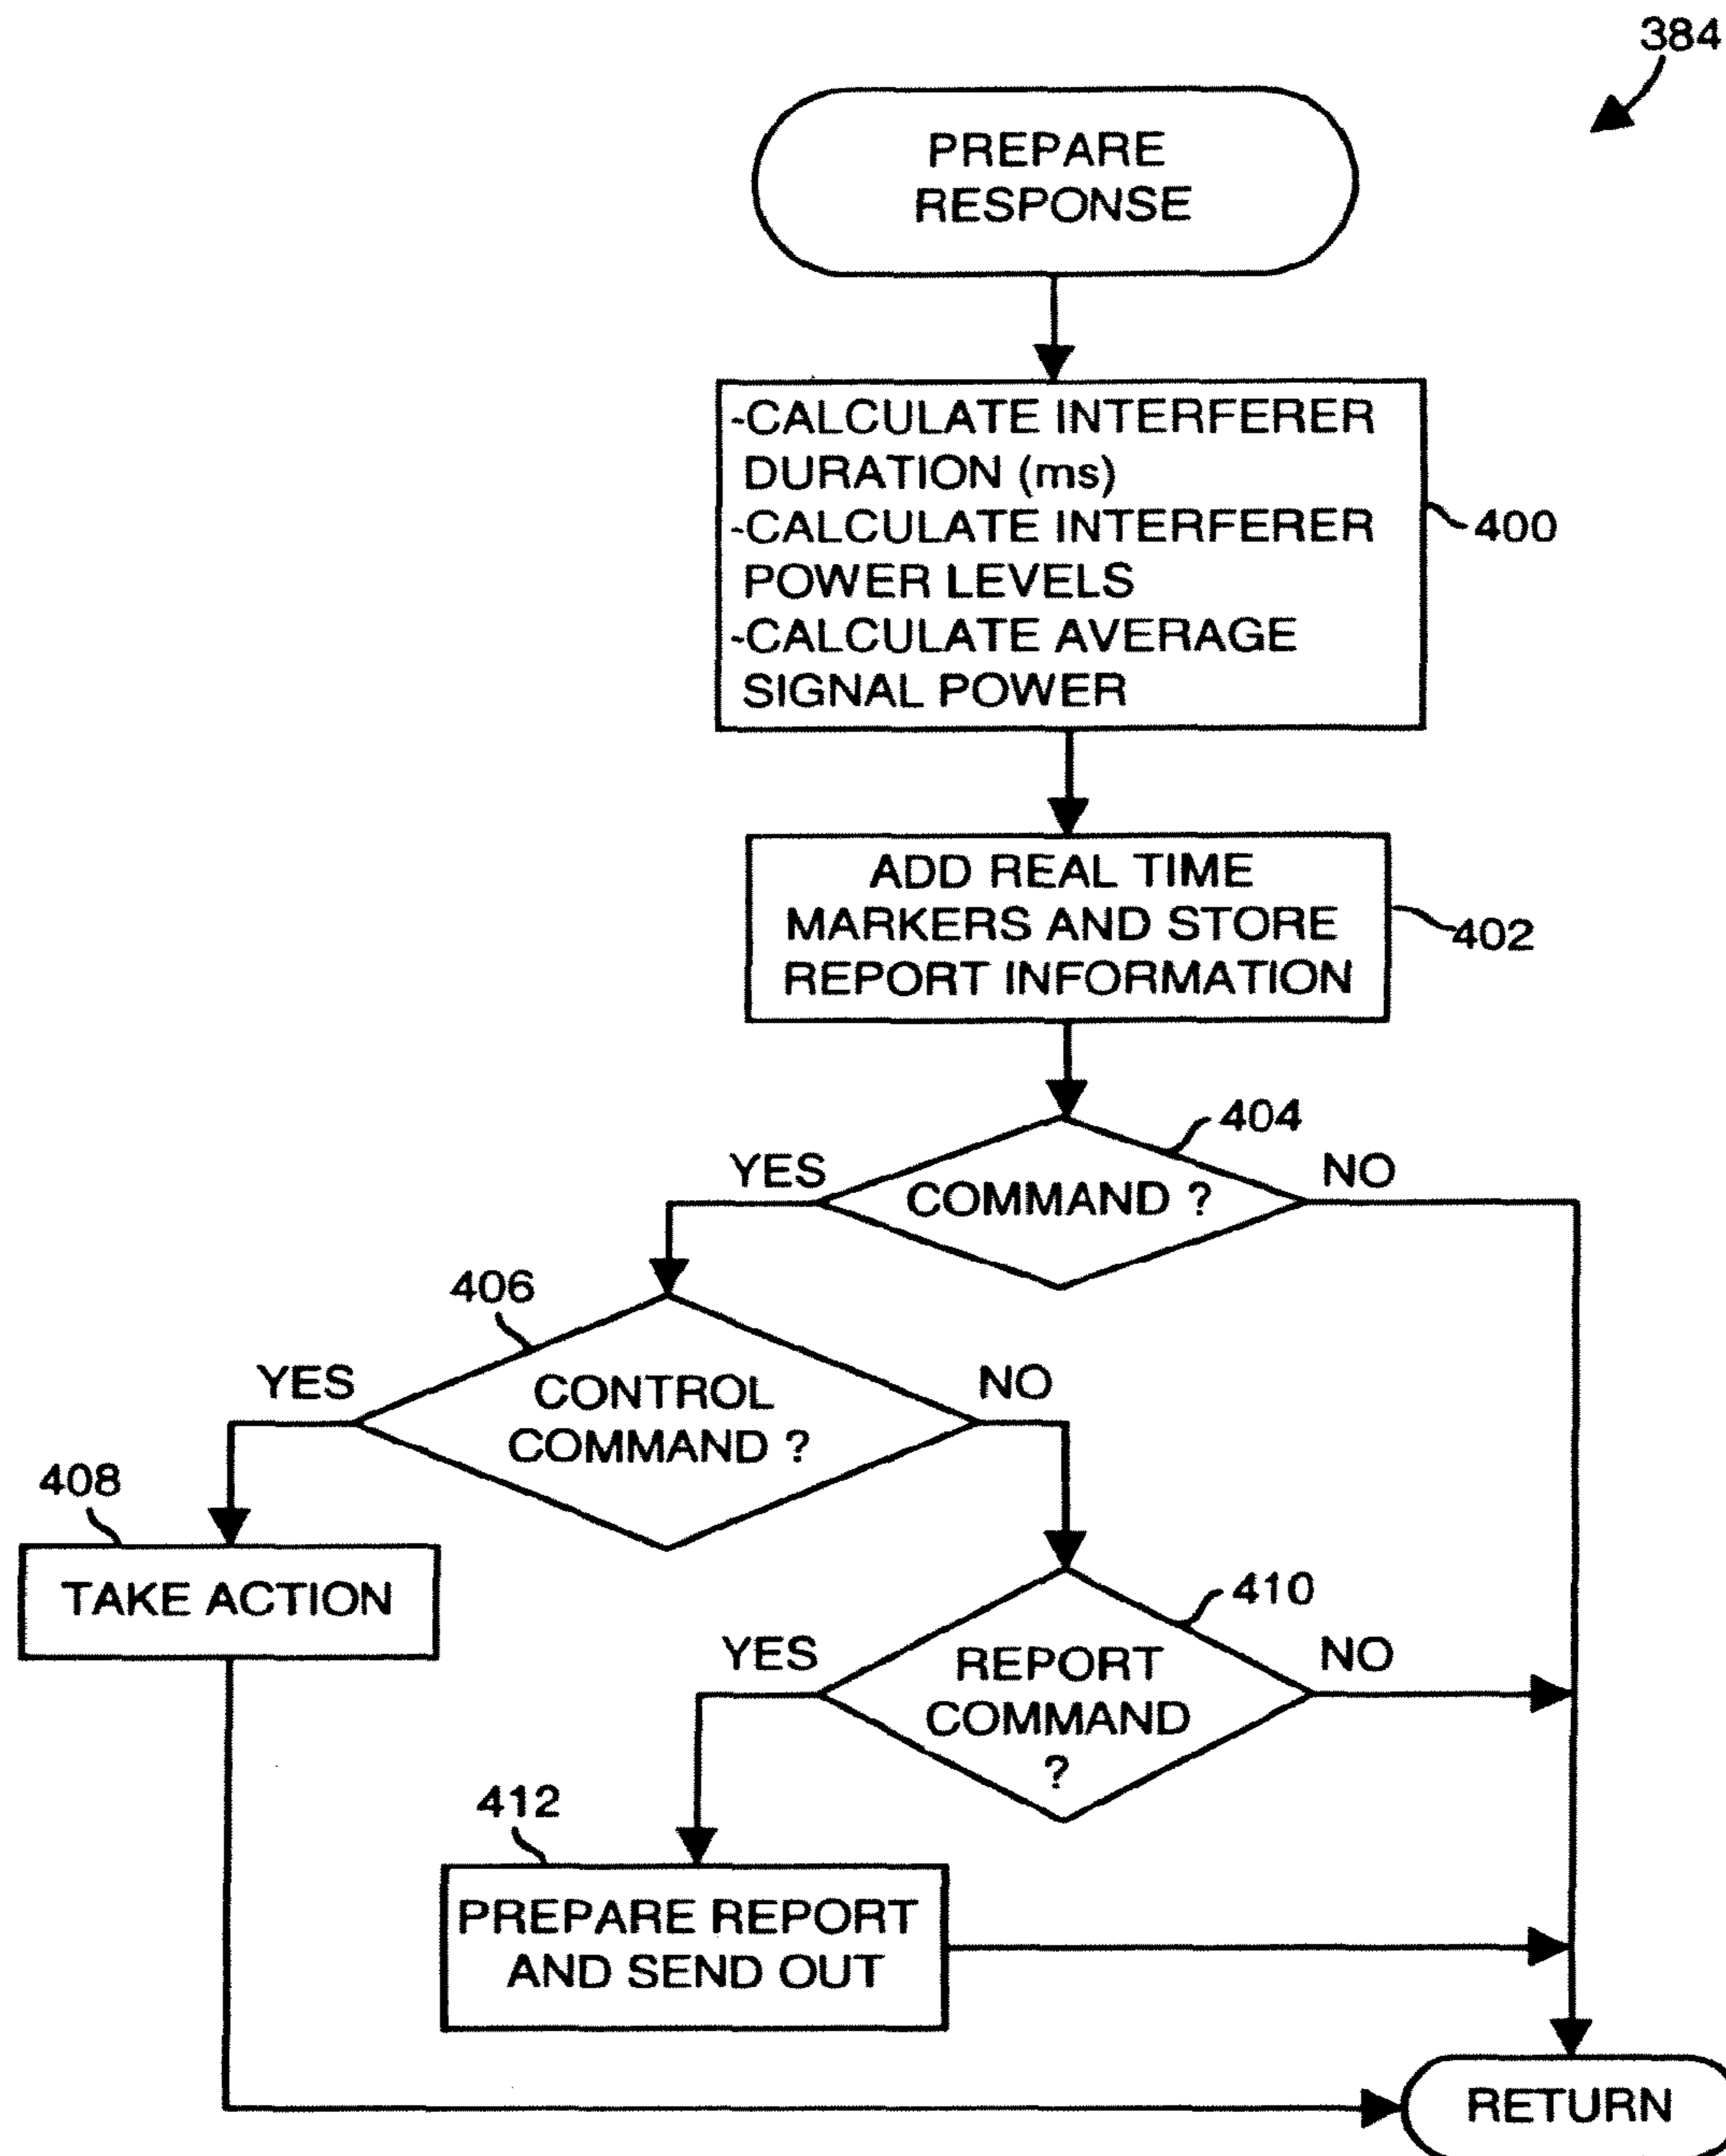 384
PREPARE
RESPONSE
-CALCULATE INTERFERER
DURATION (ms)
-CALCULATE INTERFERER
POWER LEVELS
-CALCULATE AVERAGE
SIGNAL POWER
400
ADD REAL TIME
MARKERS AND STORE
REPORT INFORMATION
402
404
YES
COMMAND ?
NO
406
YES
CONTROL
COMMAND ?
NO
408
TAKE ACTION
410
YES
REPORT
COMMAND
?
NO
412
PREPARE REPORT
AND SEND OUT
RETURN